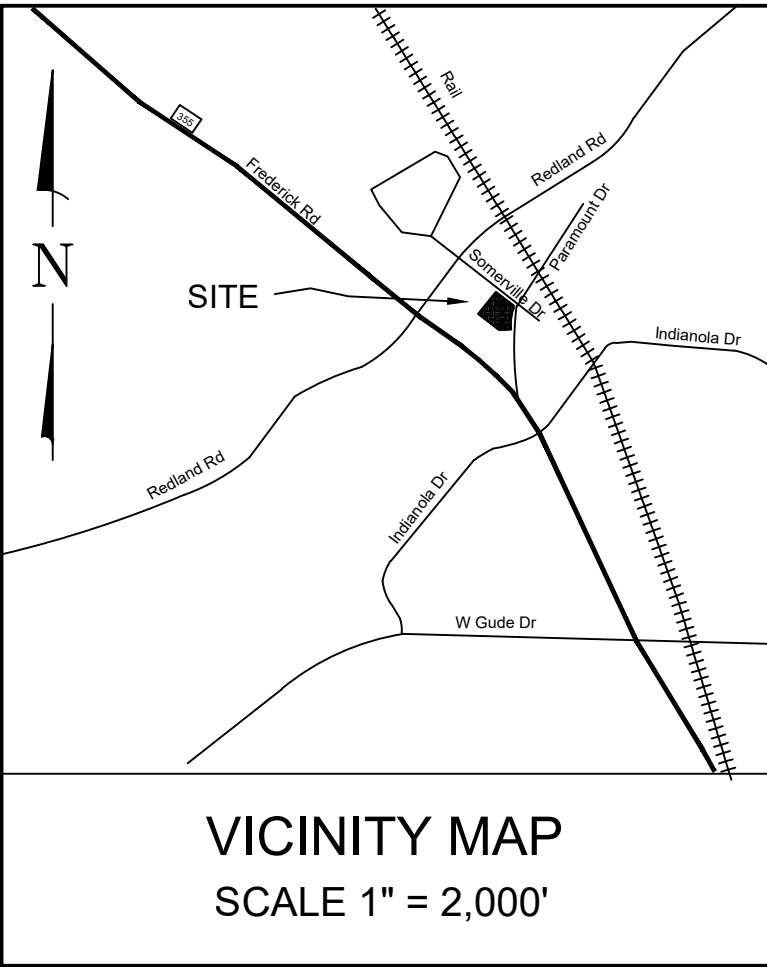 Rail
355
Redland Rd
Frederick Rd
Paramount Dr
N
Somerville Dr
SITE
Indianola Dr
Redland Rd
Indianola Dr
W Gude Dr
VICINITY MAP
SCALE 1" = 2,000'